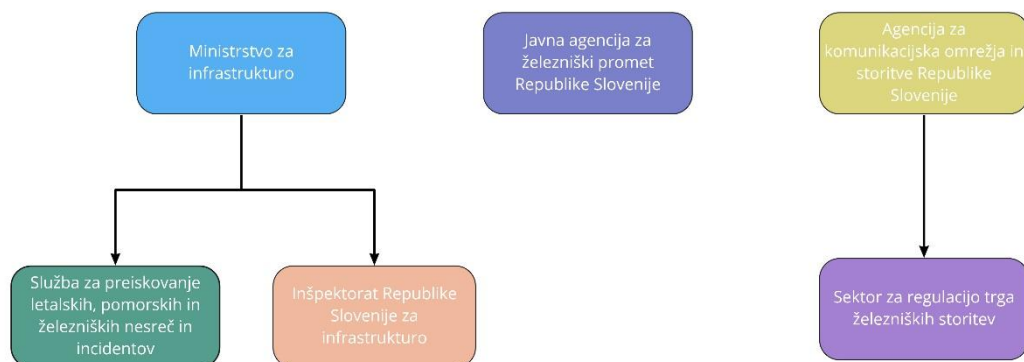 Ministrstvo za
infrastrukturo
Javna agencija za
železniški promet
Republike Slovenije
Agencija za
komunikacijska omrežja in
storitve Republike
Slovenije
Služba za preiskovanje
letalskih, pomorskih in
železniških nesreč in
incidentov
Inšpektorat Republike
Slovenije za
infrastrukturo
Sektor za regulacijo trga
železniških storitev